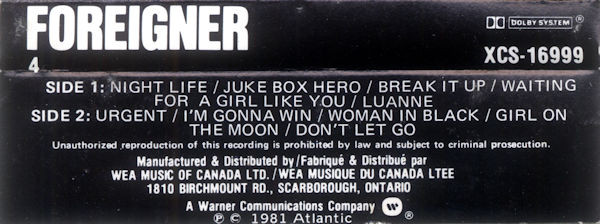 FOREIGNER
4
DOLBY SYSTEM ®
XCS-16999
SIDE 1: NIGHT LIFE / JUKE BOX HERO / BREAK IT UP / WAITING
FOR A GIRL LIKE YOU / LUANNE
SIDE 2: URGENT / I'M GONNA WIN / WOMAN IN BLACK / GIRL ON
THE MOON / DON'T LET GO
Unauthorized reproduction of this recording is prohibited by law and subject to criminal prosecution.
Manufactured & Distributed by/Fabriqué & Distribué par
WEA MUSIC OF CANADA LTD. / WEA MUSIQUE DU CANADA LTEE
1810 BIRCHMOUNT RD., SCARBOROUGH, ONTARIO
A Warner Communications Company ®
℗ © 1981 Atlantic